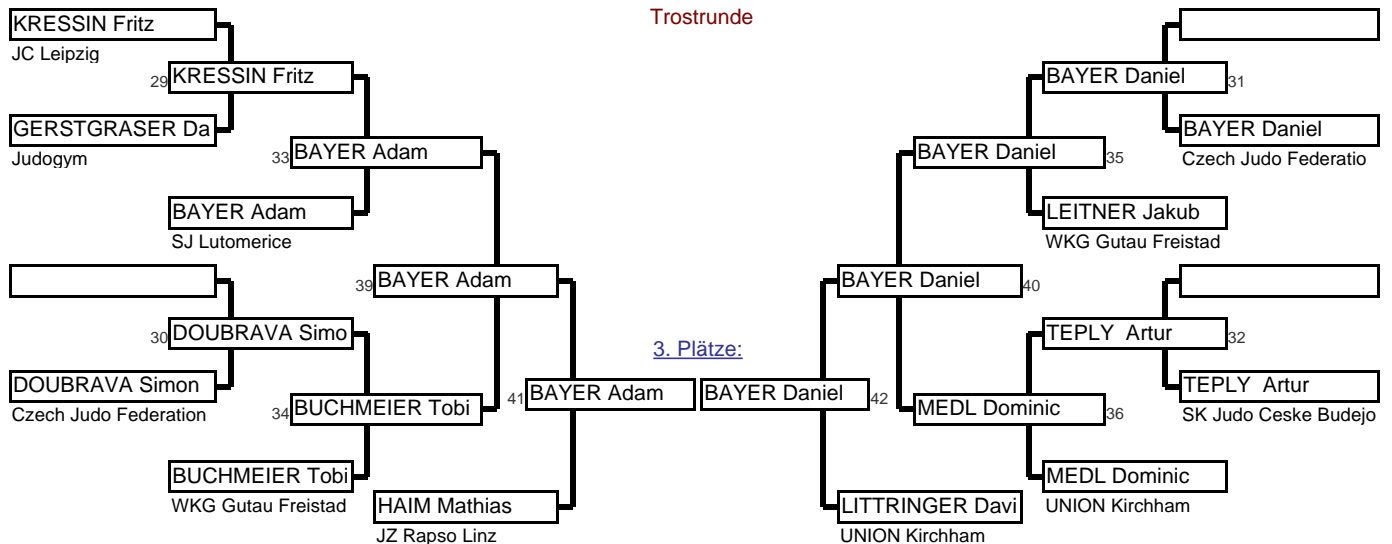 Trostrunde
KRESSIN Fritz
JC Leipzig
29 KRESSIN Fritz
GERSTGRASER Da
Judogym
33 BAYER Adam
BAYER Adam
SJ Lutomerice
39 BAYER Adam
30 DOUBRAVA Simo
DOUBRAVA Simon
Czech Judo Federation
34 BUCHMEIER Tobi
BUCHMEIER Tobi
WKG Gutau Freistad
HAIM Mathias
JZ Rapso Linz
3. Plätze:
41 BAYER Adam
BAYER Daniel 42
BAYER Daniel 31
BAYER Daniel
Czech Judo Federatio
BAYER Daniel 35
LEITNER Jakub
WKG Gutau Freistad
BAYER Daniel 40
TEPLY Artur 32
TEPLY Artur
SK Judo Ceske Budejo
MEDL Dominic 36
MEDL Dominic
UNION Kirchham
LITTRINGER Davi
UNION Kirchham